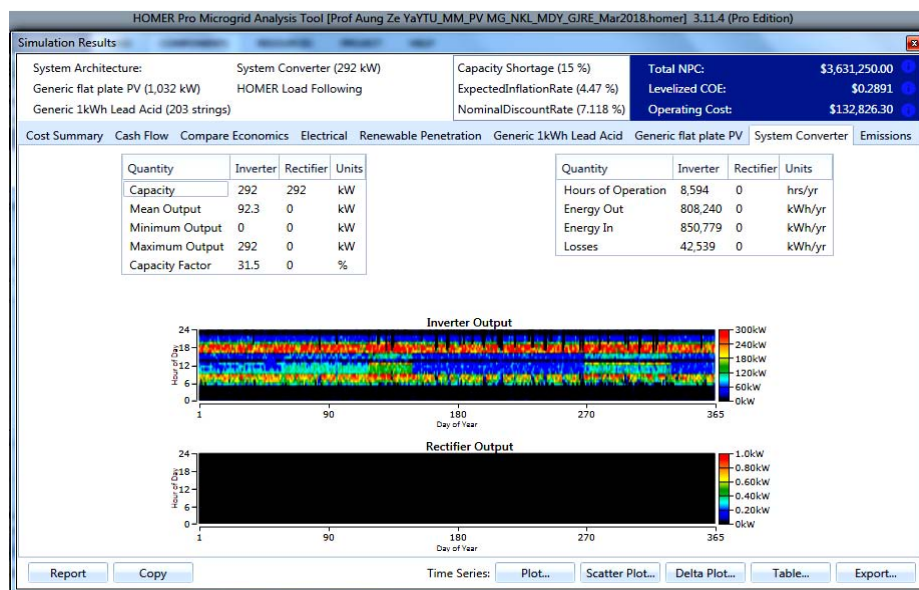 HOMER Pro Microgrid Analysis Tool [Prof Aung Ze YaYTU_MM_PV MG_NKL_MDY_GJRE_Mar2018.homer] 3.11.4 (Pro Edition)
Simulation Results
System Architecture: System Converter (292 kW) Capacity Shortage (15 %) Total NPC: $3,631,250.00
Generic flat plate PV (1,032 kW) HOMER Load Following ExpectedInflationRate (4.47 %) Levelized COE: $0.2891
Generic 1kWh Lead Acid (203 strings) NominalDiscountRate (7.118 %) Operating Cost: $132,826.30
Cost Summary Cash Flow Compare Economics Electrical Renewable Penetration Generic 1kWh Lead Acid Generic flat plate PV System Converter Emissions
Quantity Inverter Rectifier Units
Capacity 292 292 kW
Mean Output 92.3 0 kW
Minimum Output 0 0 kW
Maximum Output 292 0 kW
Capacity Factor 31.5 0 %
Quantity Inverter Rectifier Units
Hours of Operation 8,594 0 hrs/yr
Energy Out 808,240 0 kWh/yr
Energy In 850,779 0 kWh/yr
Losses 42,539 0 kWh/yr
Inverter Output
Hour of Day
24
18
12
6
0
1 90 180 270 365
Day of Year
300kW
240kW
180kW
120kW
60kW
0kW
Rectifier Output
Hour of Day
24
18
12
6
0
1 90 180 270 365
Day of Year
1.0kW
0.80kW
0.60kW
0.40kW
0.20kW
0kW
Report Copy Time Series: Plot... Scatter Plot... Delta Plot... Table... Export...